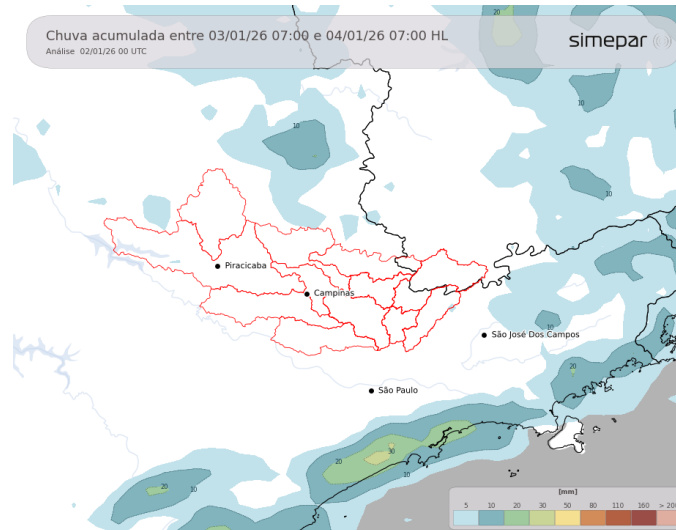 Chuva acumulada entre 03/01/26 07:00 e 04/01/26 07:00 HL
Análise 02/01/26 00 UTC
simepar
20
10
10
10
10
Piracicaba
Campinas
10
São José Dos Campos
20
São Paulo
30
20
10
20
10
[mm]
5 10 20 30 50 80 110 160 > 20